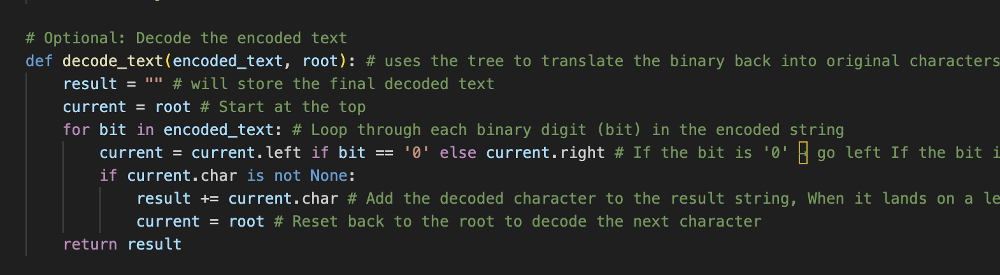 # Optional: Decode the encoded text
def decode_text(encoded_text, root): # uses the tree to translate the binary back into original characters
result = "" # will store the final decoded text
current = root # Start at the top
for bit in encoded_text: # Loop through each binary digit (bit) in the encoded string
current = current.left if bit == '0' else current.right # If the bit is '0' → go left If the bit i
if current.char is not None:
result += current.char # Add the decoded character to the result string, When it lands on a le
current = root # Reset back to the root to decode the next character
return result